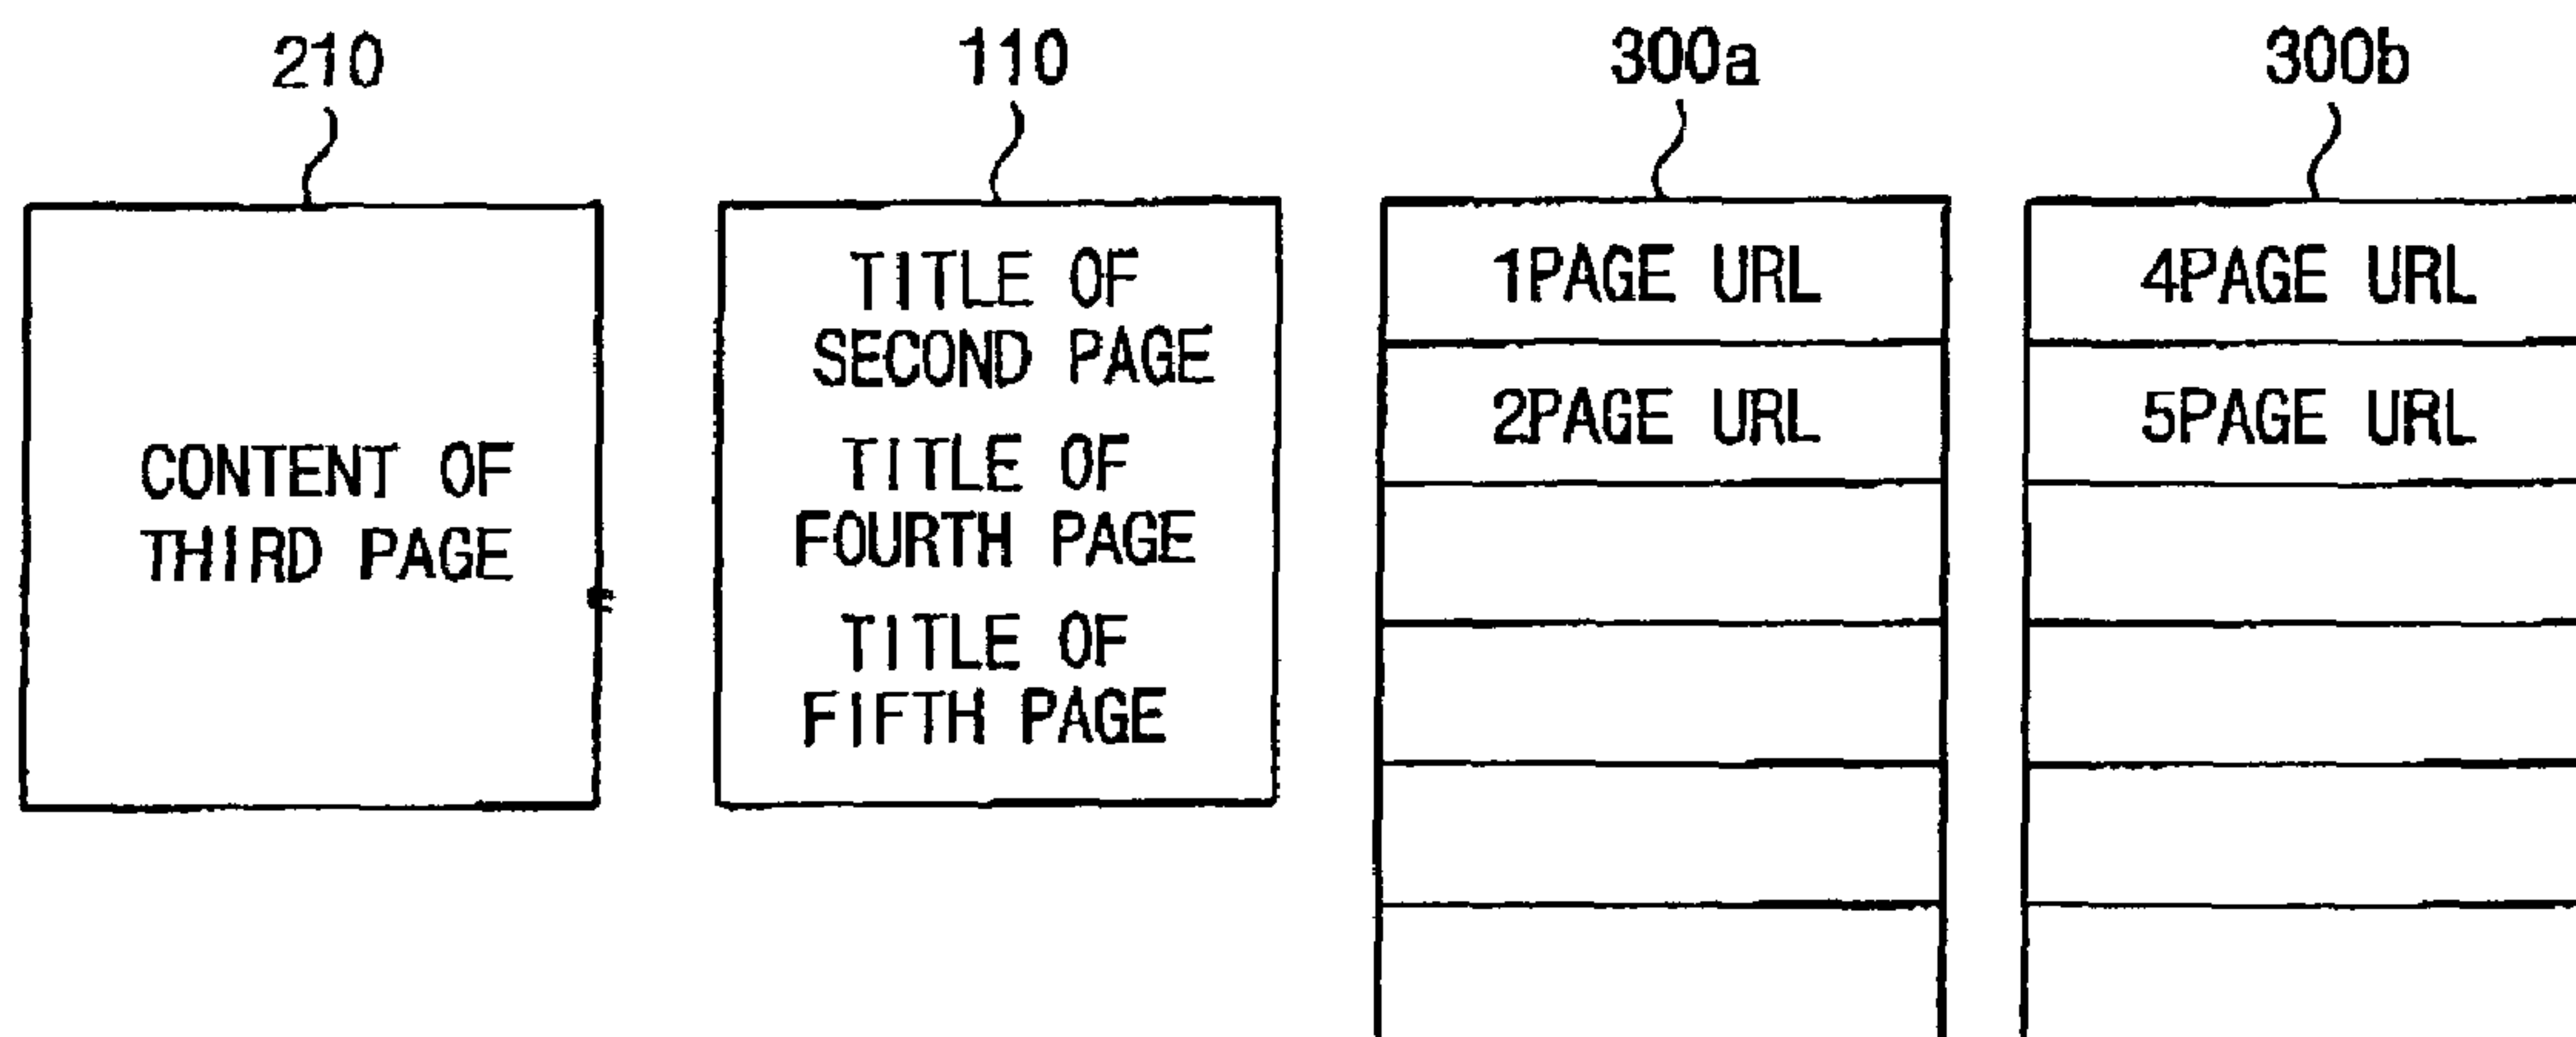 210
110
300a
300b
CONTENT OF
THIRD PAGE
TITLE OF
SECOND PAGE
TITLE OF
FOURTH PAGE
TITLE OF
FIFTH PAGE
1PAGE URL
2PAGE URL
4PAGE URL
5PAGE URL